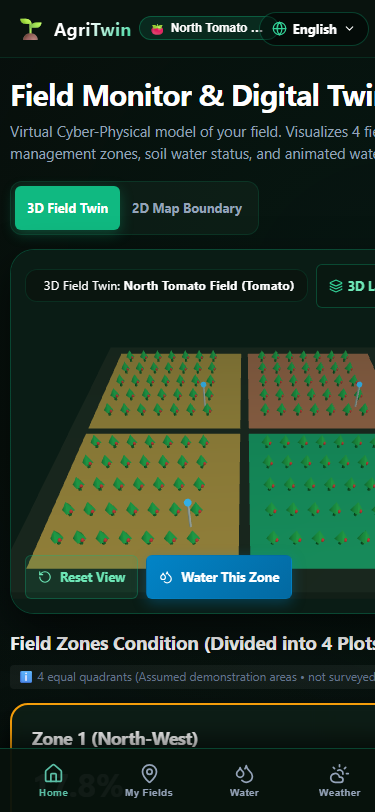 AgriTwin
North Tomato ...
English
Field Monitor & Digital Twi
Virtual Cyber-Physical model of your field. Visualizes 4 fie
management zones, soil water status, and animated wate
3D Field Twin
2D Map Boundary
3D Field Twin: North Tomato Field (Tomato)
3D L
Reset View
Water This Zone
Field Zones Condition (Divided into 4 Plots
4 equal quadrants (Assumed demonstration areas • not surveyed
Zone 1 (North-West)
Home
My Fields
Water
Weather